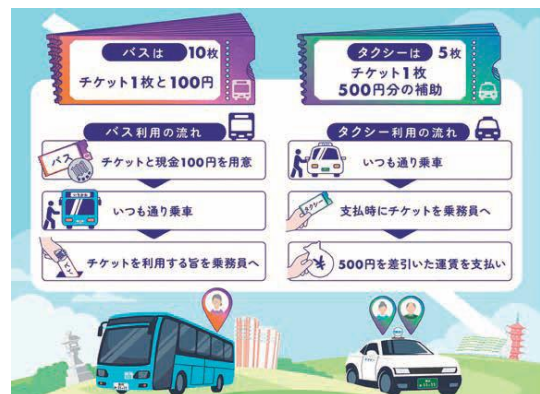 バスは 10枚
チケット1枚と100円
タクシーは 5枚
チケット1枚
500円分の補助
バス利用の流れ
バス
チケットと現金100円を用意
いつも通り乗車
チケットを利用する旨を乗務員へ
タクシー利用の流れ
いつも通り乗車
タクシー
支払時にチケットを乗務員へ
¥
500円を差引いた運賃を支払い